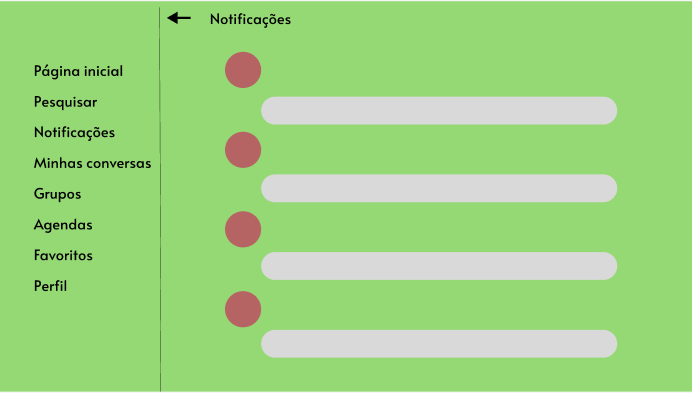 Notificações
Página inicial
Pesquisar
Notificações
Minhas conversas
Grupos
Agendas
Favoritos
Perfil